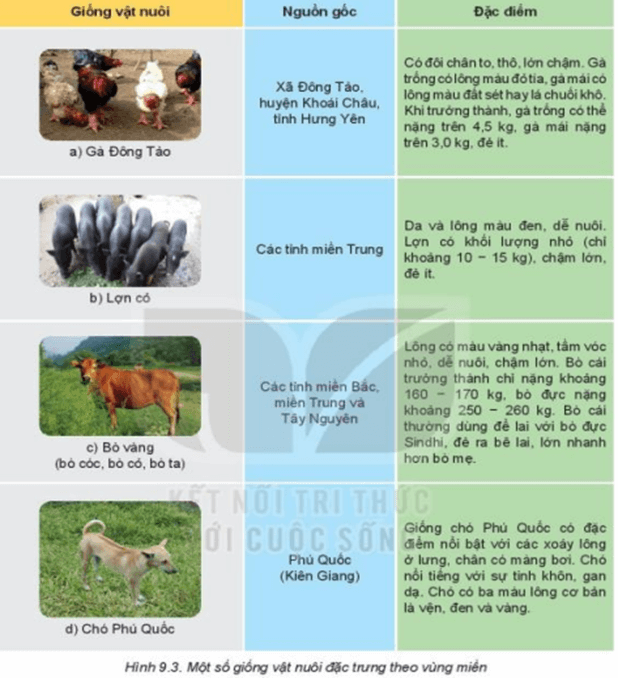 Giống vật nuôi
Nguồn gốc
Đặc điểm
a) Gà Đông Tảo
Xã Đông Tảo,
huyện Khoái Châu,
tỉnh Hưng Yên
Có đôi chân to, thô, lớn chậm. Gà
trống có lông màu đỏ tía, gà mái có
lông màu đất sét hay lá chuối khô.
Khi trưởng thành, gà trống có thể
nặng trên 4,5 kg, gà mái nặng
trên 3,0 kg, đẻ ít.
b) Lợn cỏ
Các tỉnh miền Trung
Da và lông màu đen, dễ nuôi.
Lợn có khối lượng nhỏ (chỉ
khoảng 10 – 15 kg), chậm lớn,
đẻ ít.
c) Bò vàng
(bò cóc, bò cỏ, bò ta)
Các tỉnh miền Bắc,
miền Trung và
Tây Nguyên
Lông có màu vàng nhạt, tầm vóc
nhỏ, dễ nuôi, chậm lớn. Bò cái
trưởng thành chỉ nặng khoảng
160 – 170 kg, bò đực nặng
khoảng 250 – 260 kg. Bò cái
thường dùng để lai với bò đực
Sindhi, đẻ ra bê lai, lớn nhanh
hơn bò mẹ.
KẾT NỐI TRI THỨC
VỚI CUỘC SỐNG
d) Chó Phú Quốc
Phú Quốc
(Kiên Giang)
Giống chó Phú Quốc có đặc
điểm nổi bật với các xoáy lông
ở lưng, chân có màng bơi. Chó
nổi tiếng với sự tinh khôn, gan
dạ. Chó có ba màu lông cơ bản
là vện, đen và vàng.
Hình 9.3. Một số giống vật nuôi đặc trưng theo vùng miền